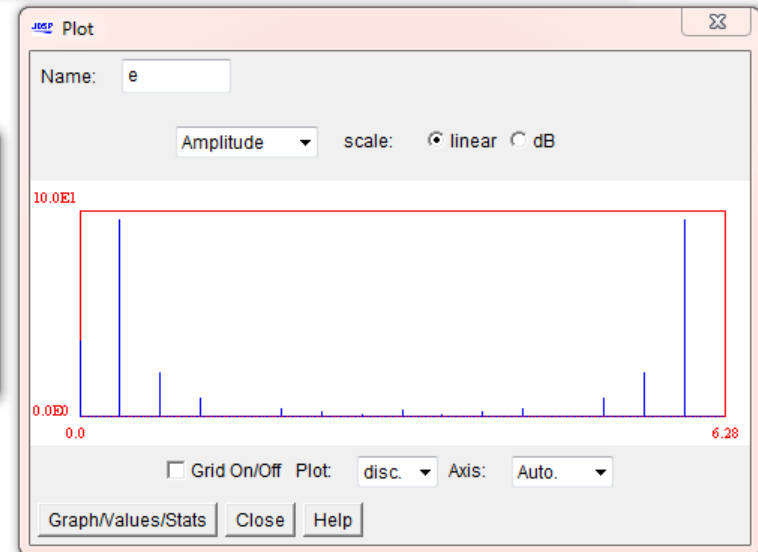 JDSP Plot
Name: e
Amplitude scale: linear dB
10.0E1
0.0E0
0.0 6.28
Grid On/Off Plot: disc. Axis: Auto.
Graph/Values/Stats Close Help